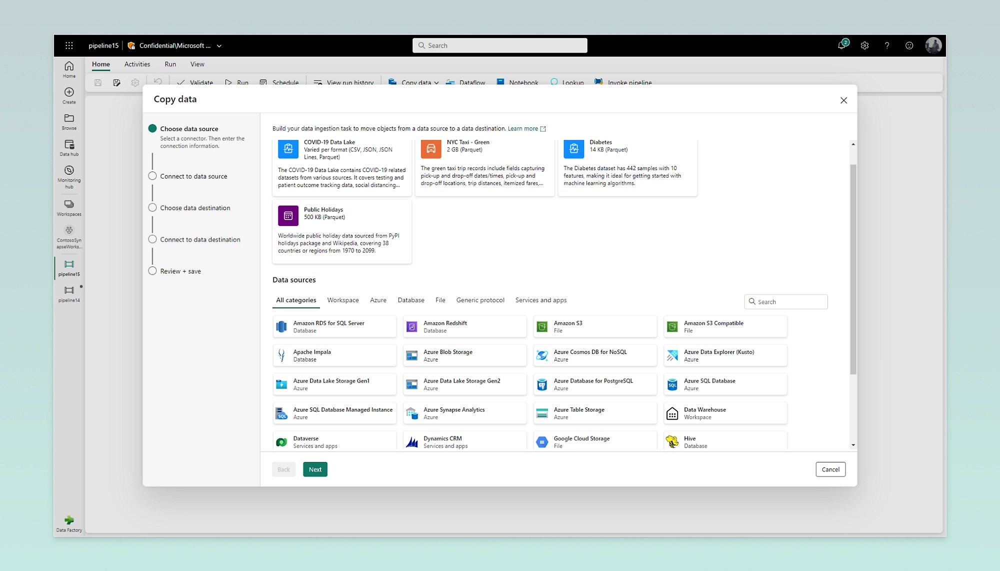 pipeline15
Confidential\Microsoft ...
Search
2
Home
Activities
Run
View
Validate
Run
Schedule
View run history
Copy data
Dataflow
Notebook
Lookup
Invoke pipeline
Home
Create
Browse
Data hub
Monitoring
hub
Workspaces
ContosoSyn
apseWorks...
pipeline15
pipeline14
Data Factory
Copy data
Choose data source
Select a connector. Then enter the
connection information.
Connect to data source
Choose data destination
Connect to data destination
Review + save
Build your data ingestion task to move objects from a data source to a data destination. Learn more
COVID-19 Data Lake
Varied per format (CSV, JSON, JSON
Lines, Parquet)
The COVID-19 Data Lake contains COVID-19 related
datasets from various sources. It covers testing and
patient outcome tracking data, social distancing...
NYC Taxi - Green
2 GB (Parquet)
The green taxi trip records include fields capturing
pick-up and drop-off dates/times, pick-up and
drop-off locations, trip distances, itemized fares,...
Diabetes
14 KB (Parquet)
The Diabetes dataset has 442 samples with 10
features, making it ideal for getting started with
machine learning algorithms.
Public Holidays
500 KB (Parquet)
Worldwide public holiday data sourced from PyPI
holidays package and Wikipedia, covering 38
countries or regions from 1970 to 2099.
Data sources
All categories
Workspace
Azure
Database
File
Generic protocol
Services and apps
Search
Amazon RDS for SQL Server
Database
Amazon Redshift
Database
Amazon S3
File
Amazon S3 Compatible
File
Apache Impala
Database
Azure Blob Storage
Azure
Azure Cosmos DB for NoSQL
Azure
Azure Data Explorer (Kusto)
Azure
Azure Data Lake Storage Gen1
Azure
Azure Data Lake Storage Gen2
Azure
Azure Database for PostgreSQL
Azure
SQL
Azure SQL Database
Azure
SQL
Azure SQL Database Managed Instance
Azure
Azure Synapse Analytics
Azure
Azure Table Storage
Azure
Data Warehouse
Workspace
Dataverse
Services and apps
Dynamics CRM
Services and apps
Google Cloud Storage
File
Hive
Database
Back
Next
Cancel